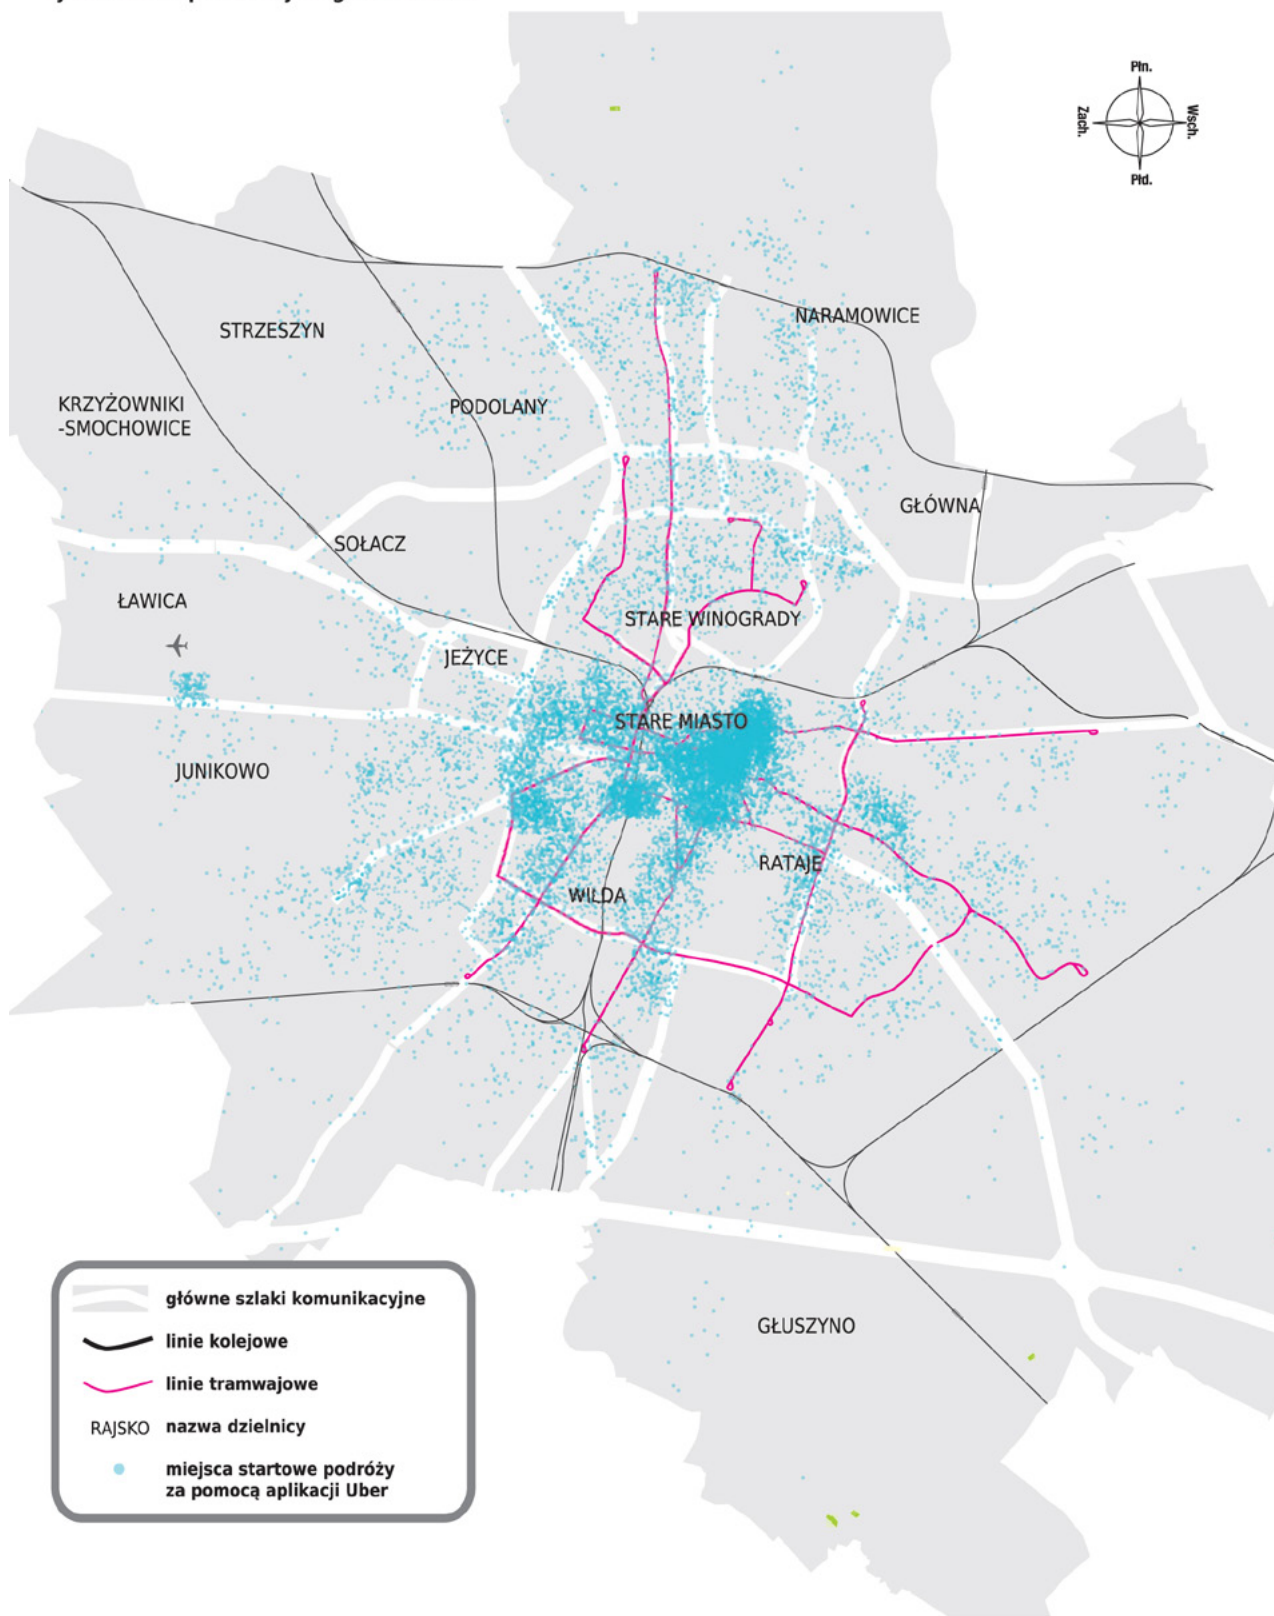 Płn.
Zach.
Wsch.
Płd.
NARAMOWICE
STRZESZYN
KRZYŻOWNIKI
-SMOCHOWICE
PODOLANY
GŁÓWNA
SOŁACZ
ŁAWICA
STARE WINOGRADY
JEŻYCE
STARE MIASTO
JUNIKOWO
RATAJE
WILDA
GŁUSZYNO
główne szlaki komunikacyjne
linie kolejowe
linie tramwajowe
RAJSKO nazwa dzielnicy
miejsca startowe podróży
za pomocą aplikacji Uber